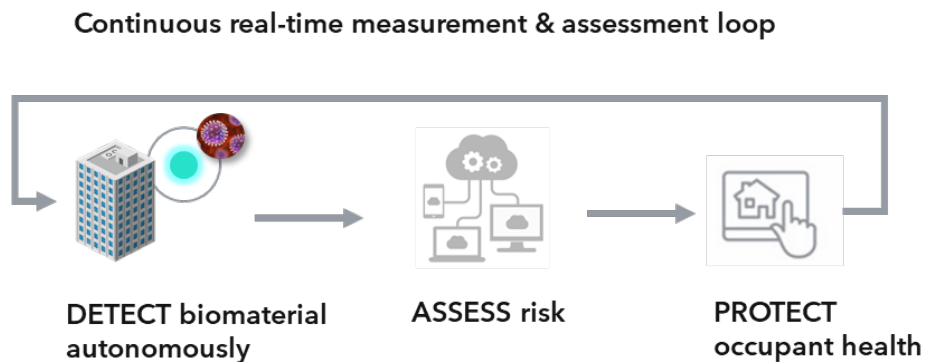 Continuous real-time measurement & assessment loop
DETECT biomaterial
autonomously
ASSESS risk
PROTECT
occupant health